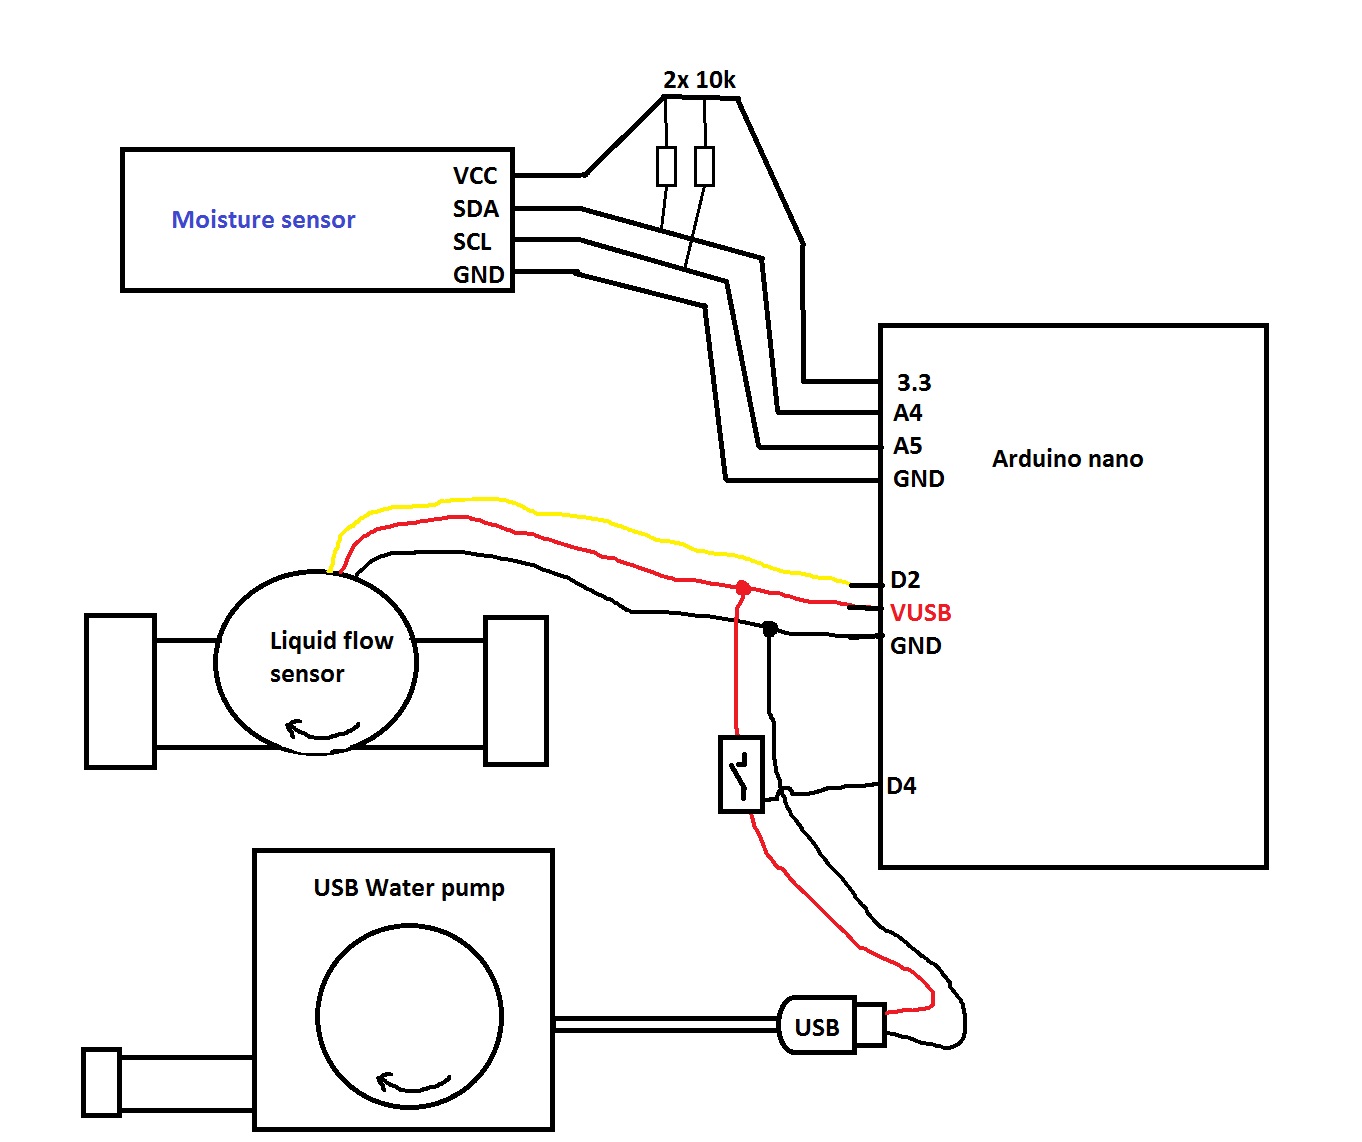 2x 10k
VCC
SDA
SCL
GND
Moisture sensor
3.3
A4
A5
GND
Arduino nano
D2
VUSB
GND
D4
Liquid flow
sensor
USB Water pump
USB